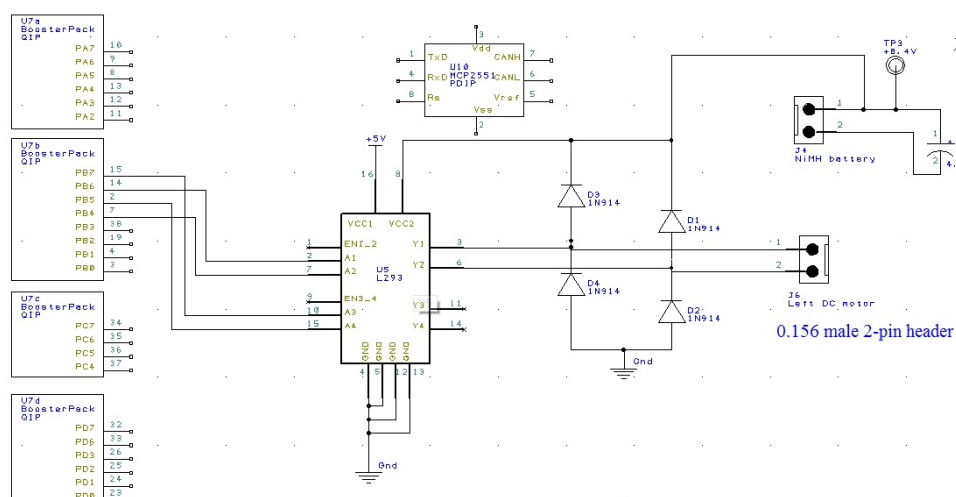 U7a
BoosterPack
QIP
PA7 10
PA6 9
PA5 8
PA4 13
PA3 12
PA2 11
U7b
BoosterPack
QIP
PB7 15
PB6 14
PB5 2
PB4 7
PB3 38
PB2 19
PB1 4
PB0 3
U7c
BoosterPack
QIP
PC7 34
PC6 35
PC5 36
PC4 37
U7d
BoosterPack
QIP
PD7 32
PD6 33
PD3 26
PD2 25
PD1 24
PD0 23
3
Vdd
1 TxD CANH 7
U10
4 RxD MCP2551 CANL 6
PDIP
8 Rs Vref 5
Vss
2
+5V
16 8
VCC1 VCC2
1 EN1_2 Y1 3
2 A1
7 A2 Y2 6
U5
L293
9 EN3_4 Y3 11
10 A3
15 A4 Y4 14
GND GND GND GND
4 5 12 13
Gnd
D3
1N914
D1
1N914
D4
1N914
D2
1N914
Gnd
TP3
+8.4V
1
2
J4
NiMH battery
1
2
4.
1
2
J6
Left DC motor
0.156 male 2-pin header